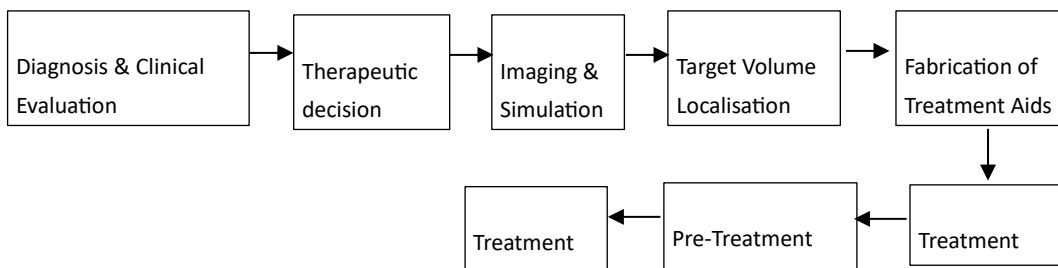 Diagnosis & Clinical
Evaluation
Therapeutic
decision
Imaging &
Simulation
Target Volume
Localisation
Fabrication of
Treatment Aids
Treatment
Pre-Treatment
Treatment